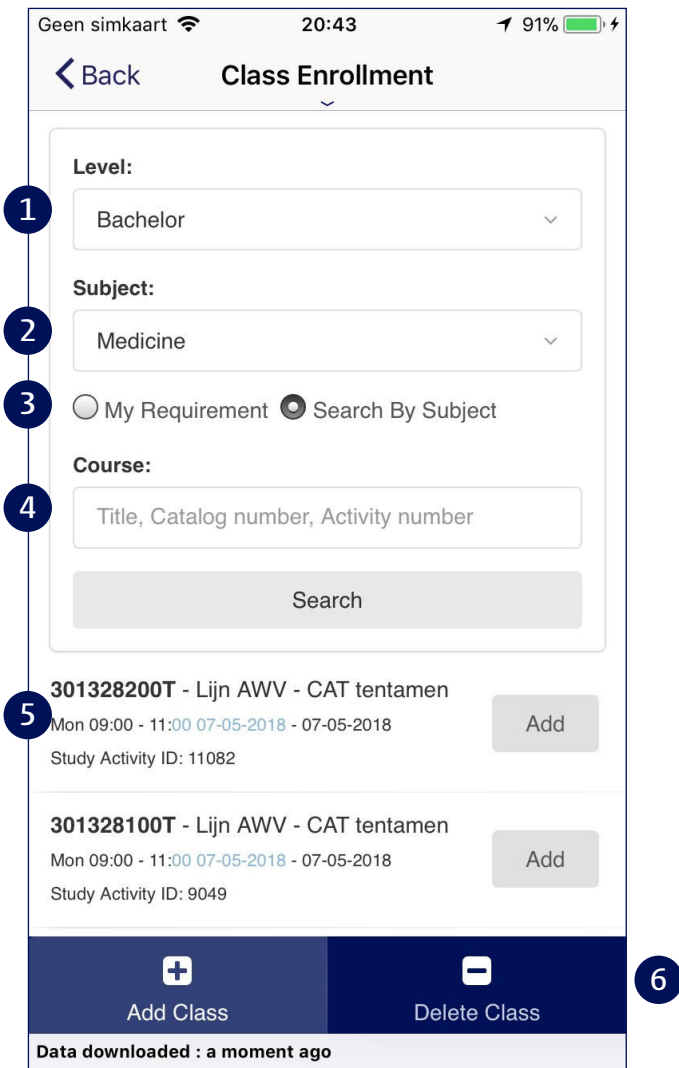 Geen simkaart 20:43 91%
Back Class Enrollment
Level:
1 Bachelor
Subject:
2 Medicine
3 My Requirement Search By Subject
Course:
4 Title, Catalog number, Activity number
Search
301328200T - Lijn AWV - CAT tentamen
5 Mon 09:00 - 11:00 07-05-2018 - 07-05-2018 Add
Study Activity ID: 11082
301328100T - Lijn AWV - CAT tentamen
Mon 09:00 - 11:00 07-05-2018 - 07-05-2018 Add
Study Activity ID: 9049
6
Add Class Delete Class
Data downloaded : a moment ago